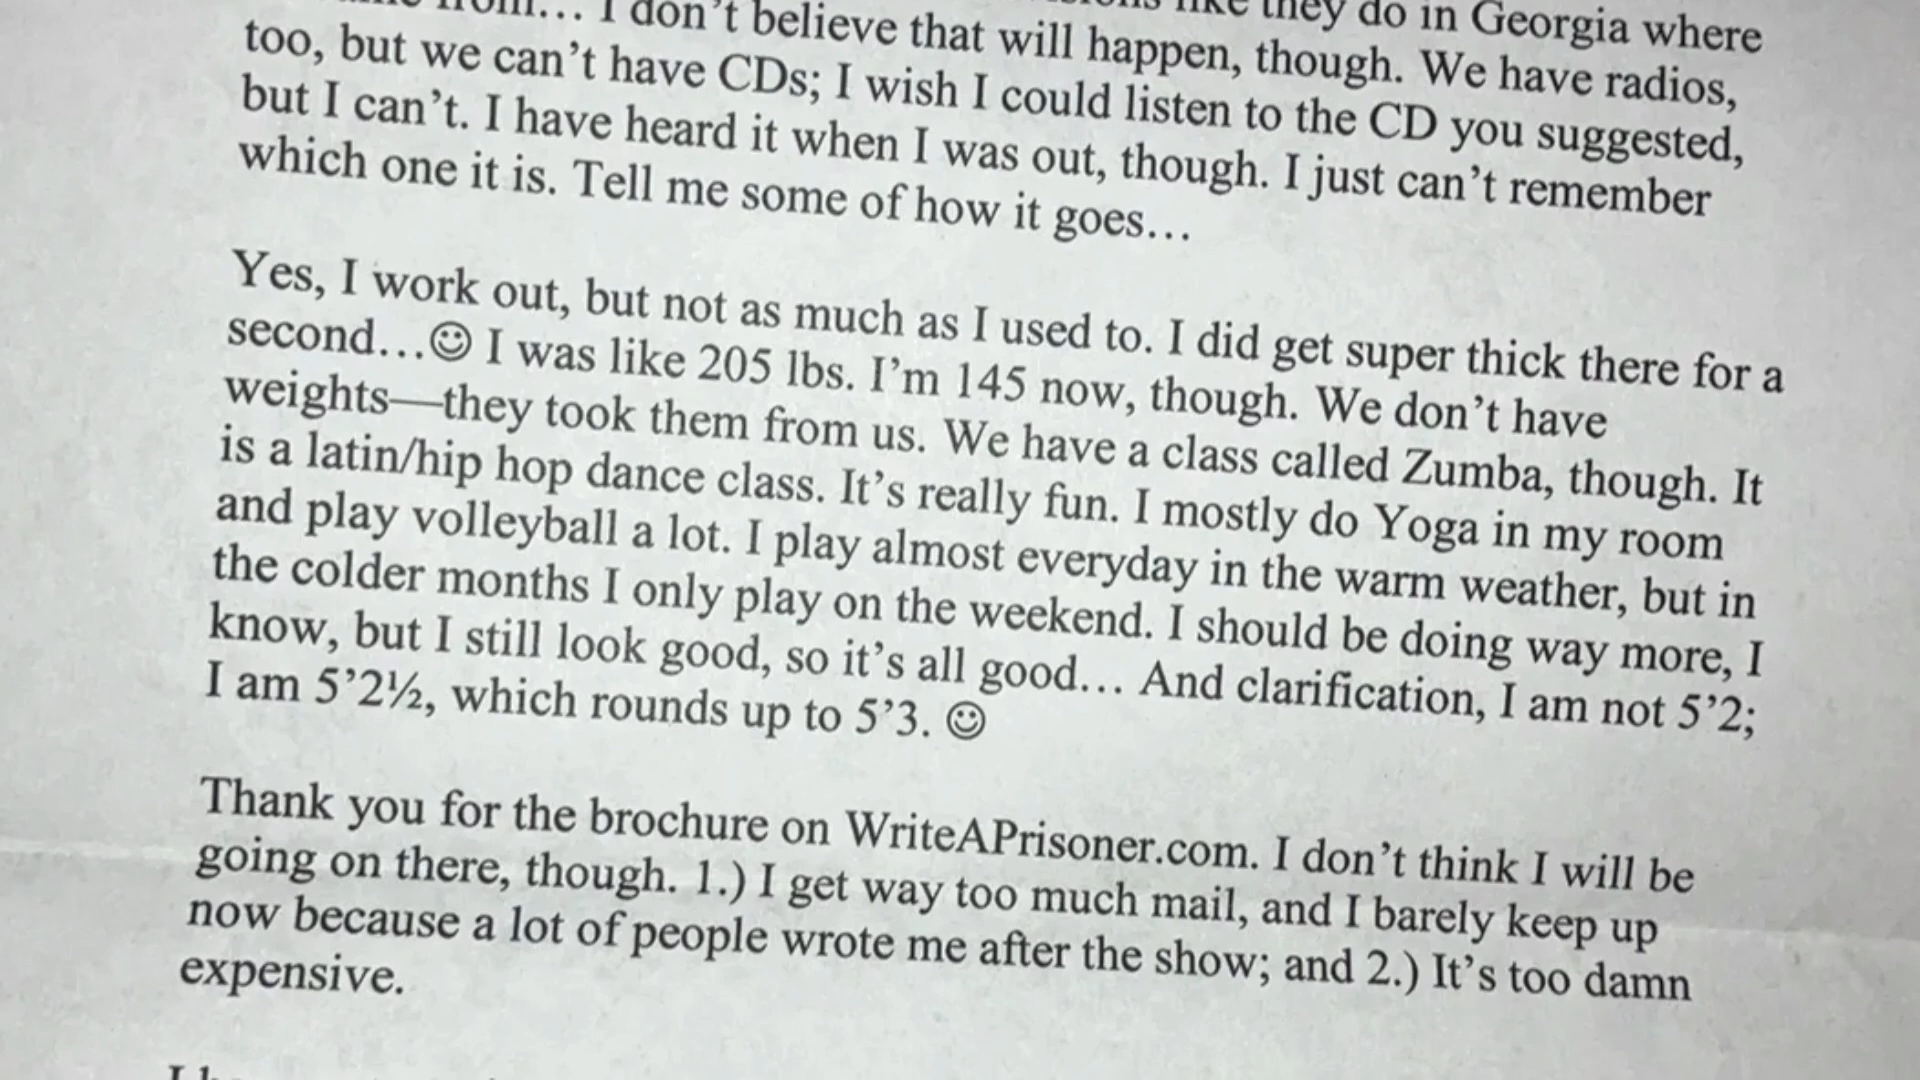 from... I don't believe that will happen, though. We have radios,
like they do in Georgia where
too, but we can't have CDs; I wish I could listen to the CD you suggested,
but I can't. I have heard it when I was out, though. I just can't remember
which one it is. Tell me some of how it goes...
Yes, I work out, but not as much as I used to. I did get super thick there for a
second...☺ I was like 205 lbs. I'm 145 now, though. We don't have
weights—they took them from us. We have a class called Zumba, though. It
is a latin/hip hop dance class. It's really fun. I mostly do Yoga in my room
and play volleyball a lot. I play almost everyday in the warm weather, but in
the colder months I only play on the weekend. I should be doing way more, I
know, but I still look good, so it's all good... And clarification, I am not 5'2;
I am 5'2½, which rounds up to 5'3. ☺
Thank you for the brochure on WriteAPrisoner.com. I don't think I will be
going on there, though. 1.) I get way too much mail, and I barely keep up
now because a lot of people wrote me after the show; and 2.) It's too damn
expensive.